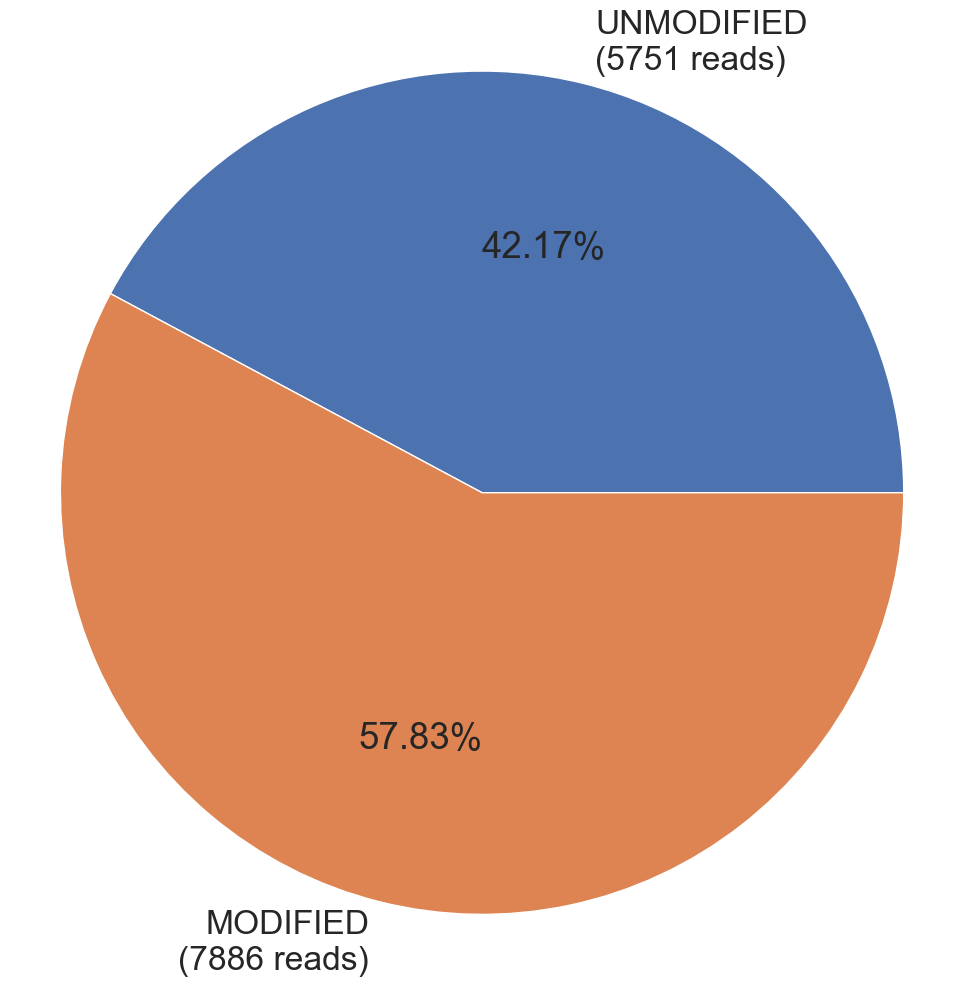 UNMODIFIED
(5751 reads)
42.17%
57.83%
MODIFIED
(7886 reads)